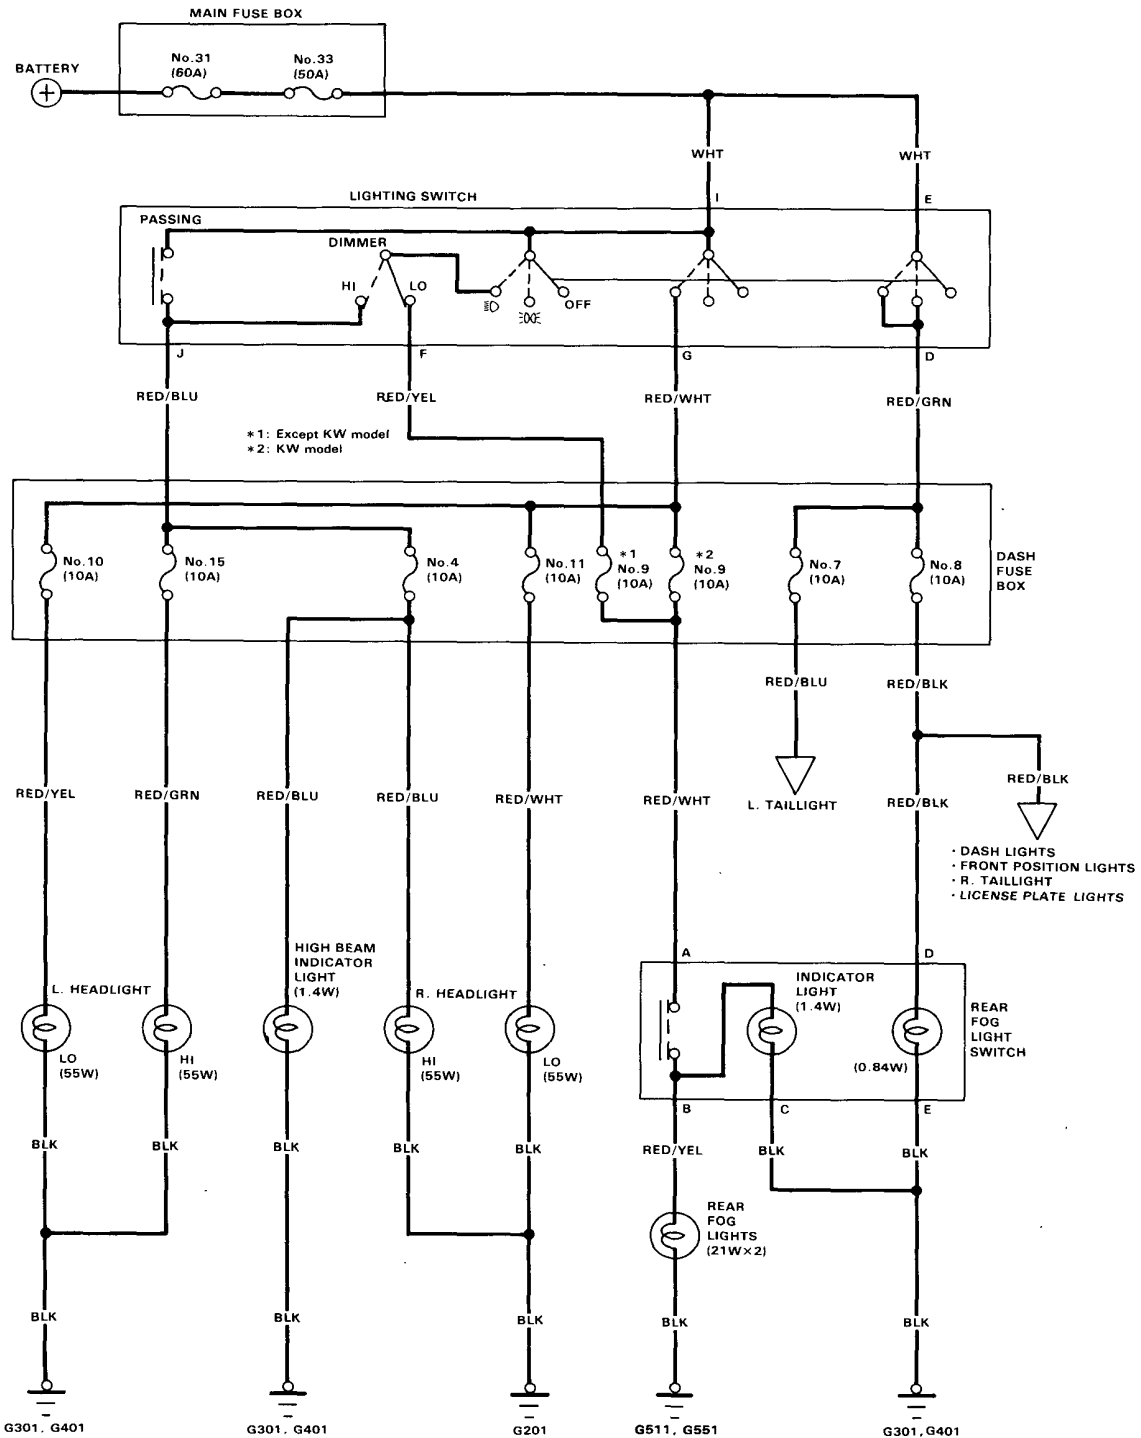 MAIN FUSE BOX
No.31
(60A)
No.33
(50A)
BATTERY
+
WHT
WHT
LIGHTING SWITCH
I
E
PASSING
DIMMER
HI
LO
OFF
J
F
G
D
RED/BLU
RED/YEL
RED/WHT
RED/GRN
*1: Except KW model
*2: KW model
No.10
(10A)
No.15
(10A)
No.4
(10A)
No.11
(10A)
*1
No.9
(10A)
*2
No.9
(10A)
No.7
(10A)
No.8
(10A)
DASH
FUSE
BOX
RED/BLU
RED/BLK
RED/YEL
RED/GRN
RED/BLU
RED/BLU
RED/WHT
RED/WHT
L. TAILLIGHT
RED/BLK
RED/BLK
· DASH LIGHTS
· FRONT POSITION LIGHTS
· R. TAILLIGHT
· LICENSE PLATE LIGHTS
L. HEADLIGHT
HIGH BEAM
INDICATOR
LIGHT
(1.4W)
R. HEADLIGHT
A
D
INDICATOR
LIGHT
(1.4W)
REAR
FOG
LIGHT
SWITCH
LO
(55W)
HI
(55W)
HI
(55W)
LO
(55W)
(0.84W)
B
C
E
BLK
BLK
BLK
BLK
BLK
RED/YEL
BLK
BLK
REAR
FOG
LIGHTS
(21W×2)
BLK
BLK
BLK
BLK
BLK
G301, G401
G301, G401
G201
G511, G551
G301, G401